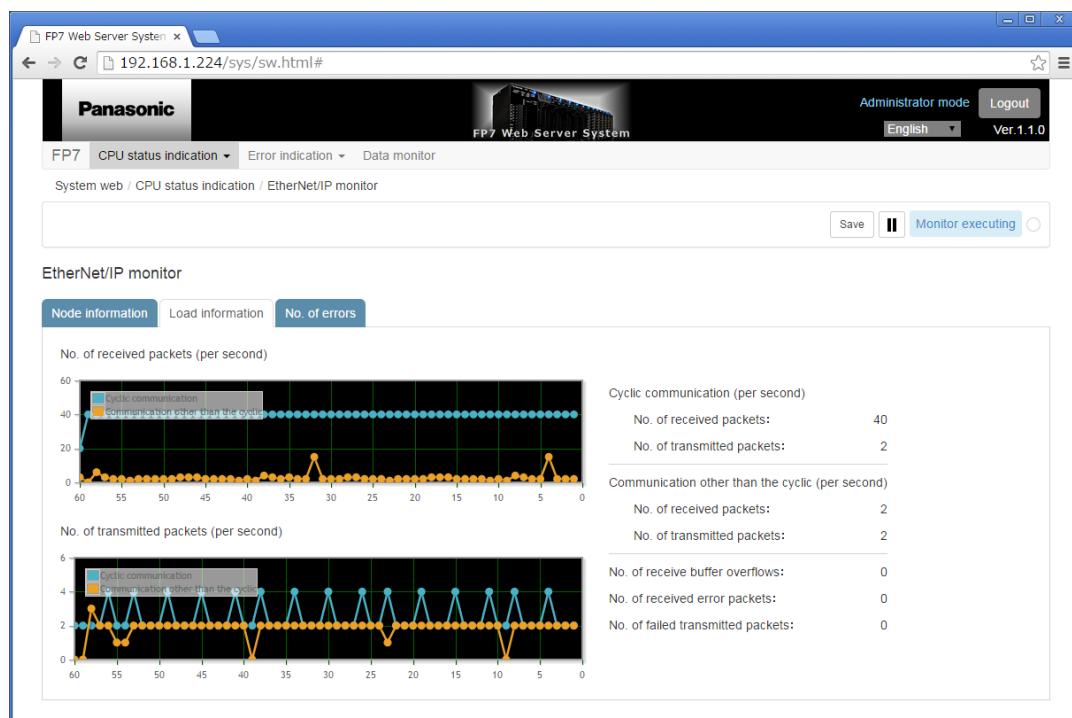 FP7 Web Server System
192.168.1.224/sys/sw.html#
Panasonic
FP7 Web Server System
Administrator mode
Logout
English
Ver.1.1.0
FP7 CPU status indication Error indication Data monitor
System web / CPU status indication / EtherNet/IP monitor
Save
Monitor executing
EtherNet/IP monitor
Node information Load information No. of errors
No. of received packets (per second)
60
40
20
0
Cyclic communication
Communication other than the cyclic
60 55 50 45 40 35 30 25 20 15 10 5 0
No. of transmitted packets (per second)
6
4
2
0
Cyclic communication
Communication other than the cyclic
60 55 50 45 40 35 30 25 20 15 10 5 0
Cyclic communication (per second)
No. of received packets: 40
No. of transmitted packets: 2
Communication other than the cyclic (per second)
No. of received packets: 2
No. of transmitted packets: 2
No. of receive buffer overflows: 0
No. of received error packets: 0
No. of failed transmitted packets: 0